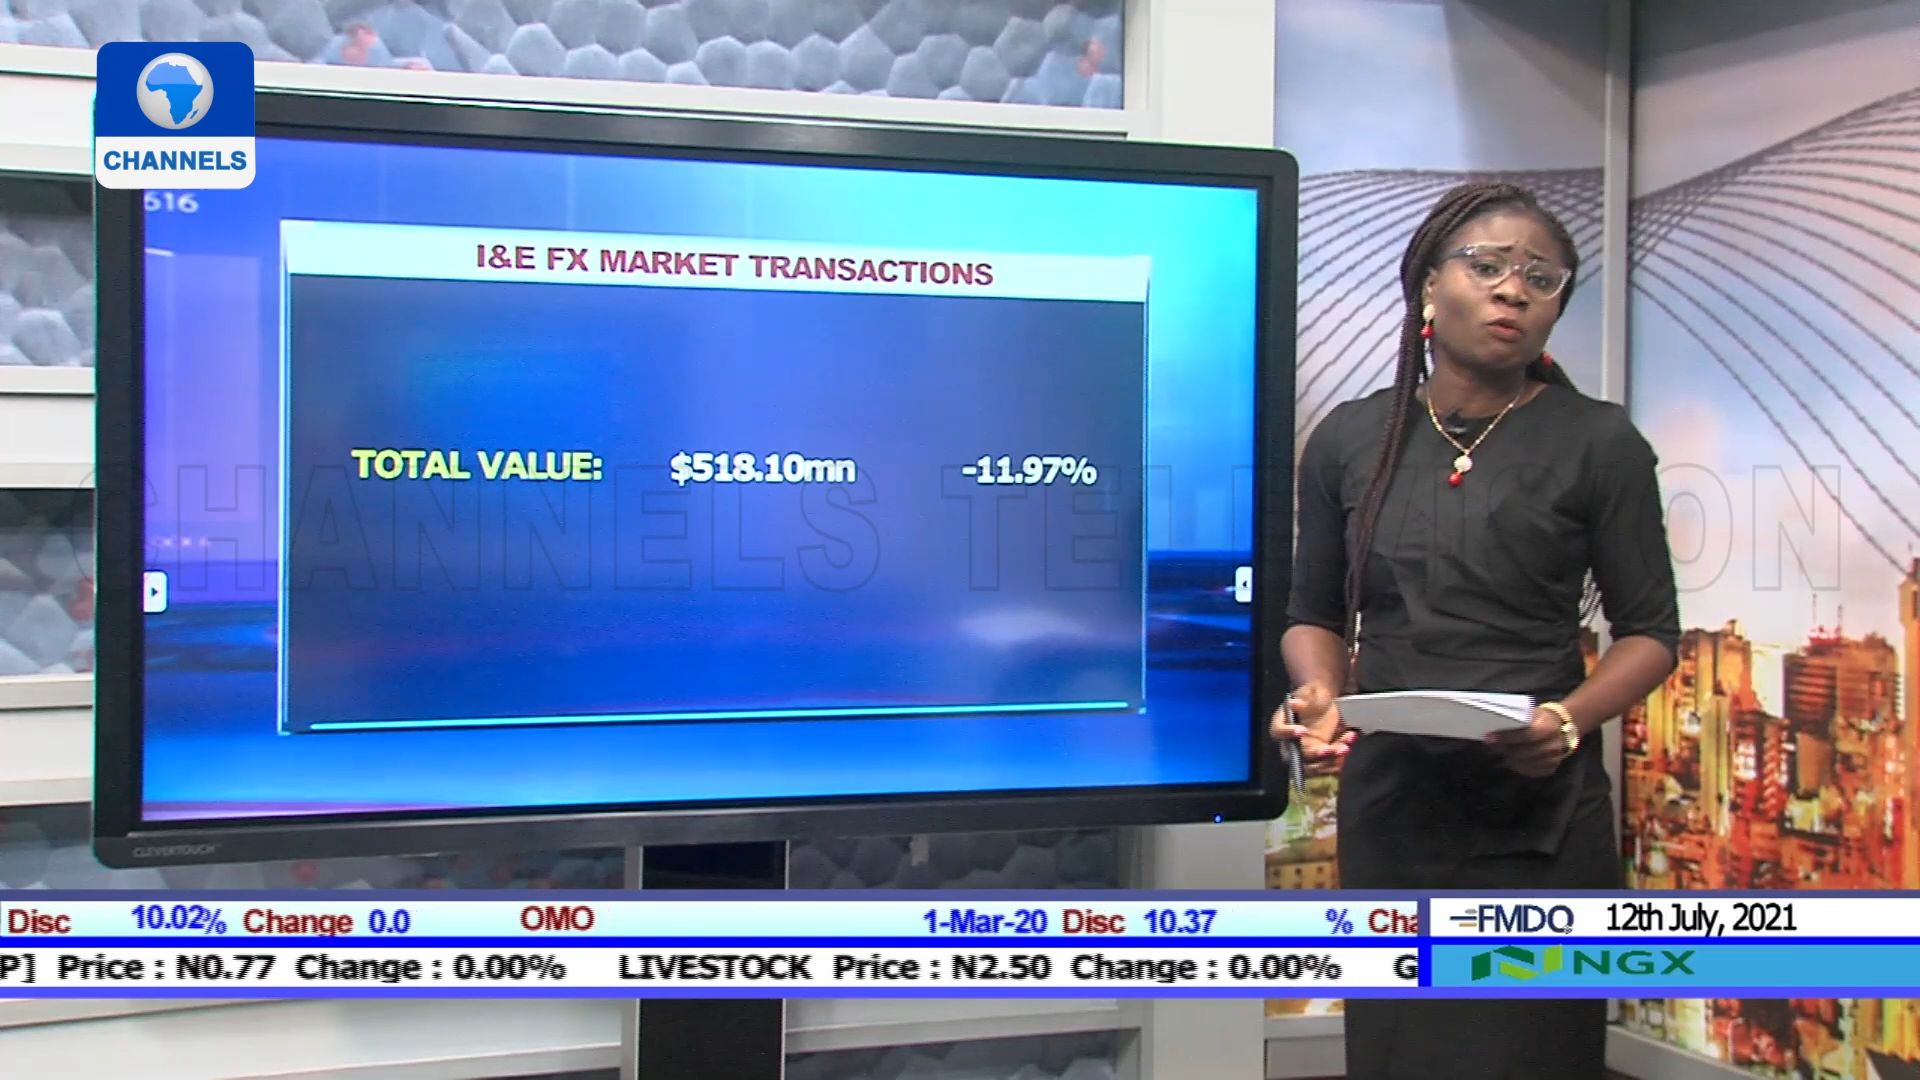 CHANNELS
616
I&E FX MARKET TRANSACTIONS
TOTAL VALUE: $518.10mn -11.97%
CHANNELS TELEVISION
CLEVERTOUCH
Disc 10.02% Change 0.0 OMO 1-Mar-20 Disc 10.37 % Cha
FMDQ 12th July, 2021
P] Price : N0.77 Change : 0.00% LIVESTOCK Price : N2.50 Change : 0.00% G
NGX